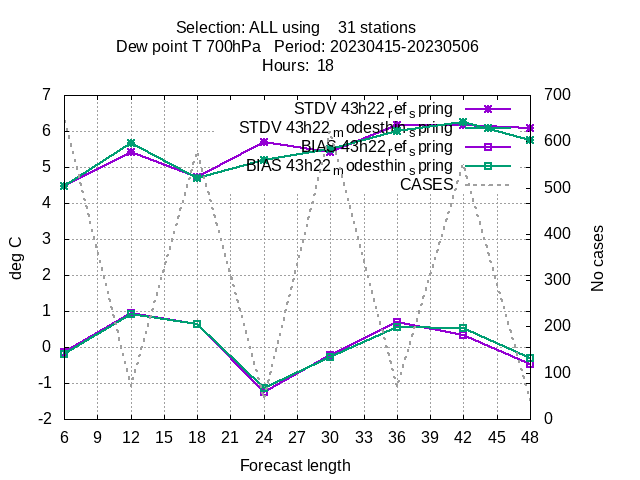 Selection: ALL using    31 stations
Dew point T 700hPa   Period: 20230415-20230506
Hours:  18
STDV 43h22ᵣef_spring
STDV 43h22_modesthin_spring
BIAS 43h22ᵣef_spring
BIAS 43h22_modesthin_spring
CASES
7
6
5
4
3
2
1
0
-1
-2
deg C
700
600
500
400
300
200
100
0
No cases
6 9 12 15 18 21 24 27 30 33 36 39 42 45 48
Forecast length